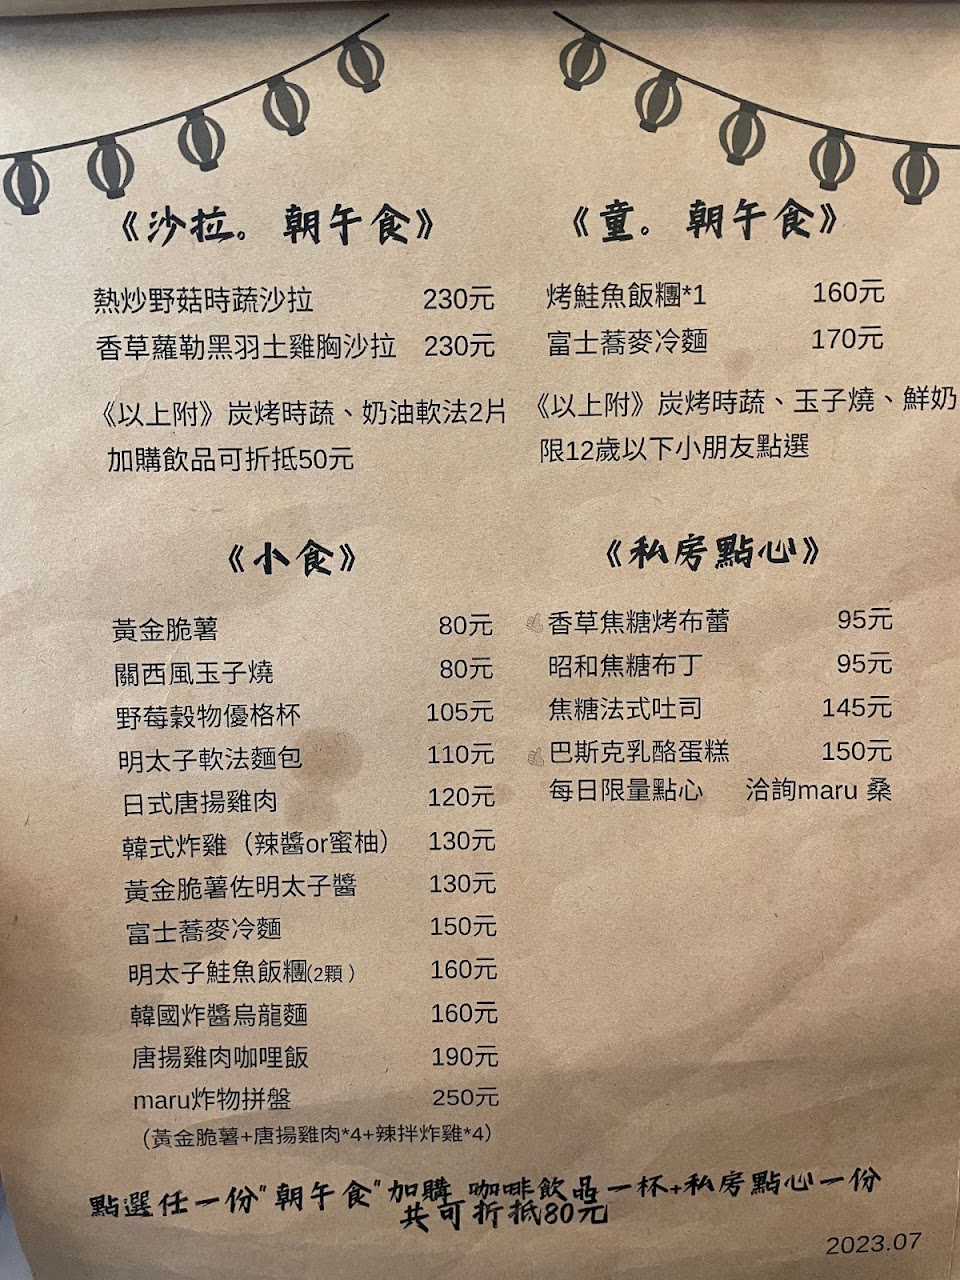 《沙拉。朝午食》
熱炒野菇時蔬沙拉 230元
香草蘿勒黑羽土雞胸沙拉 230元
《以上附》炭烤時蔬、奶油軟法2片
加購飲品可折抵50元
《童。朝午食》
烤鮭魚飯糰*1 160元
富士蕎麥冷麵 170元
《以上附》炭烤時蔬、玉子燒、鮮奶
限12歲以下小朋友點選
《小食》
黃金脆薯 80元
關西風玉子燒 80元
野莓穀物優格杯 105元
明太子軟法麵包 110元
日式唐揚雞肉 120元
韓式炸雞（辣醬or蜜柚） 130元
黃金脆薯佐明太子醬 130元
富士蕎麥冷麵 150元
明太子鮭魚飯糰(2顆) 160元
韓國炸醬烏龍麵 160元
唐揚雞肉咖哩飯 190元
maru炸物拼盤 250元
（黃金脆薯+唐揚雞肉*4+辣拌炸雞*4）
《私房點心》
香草焦糖烤布蕾 95元
昭和焦糖布丁 95元
焦糖法式吐司 145元
巴斯克乳酪蛋糕 150元
每日限量點心 洽詢maru 桑
點選任一份"朝午食"加購 咖啡飲品一杯+私房點心一份
共可折抵80元
2023.07